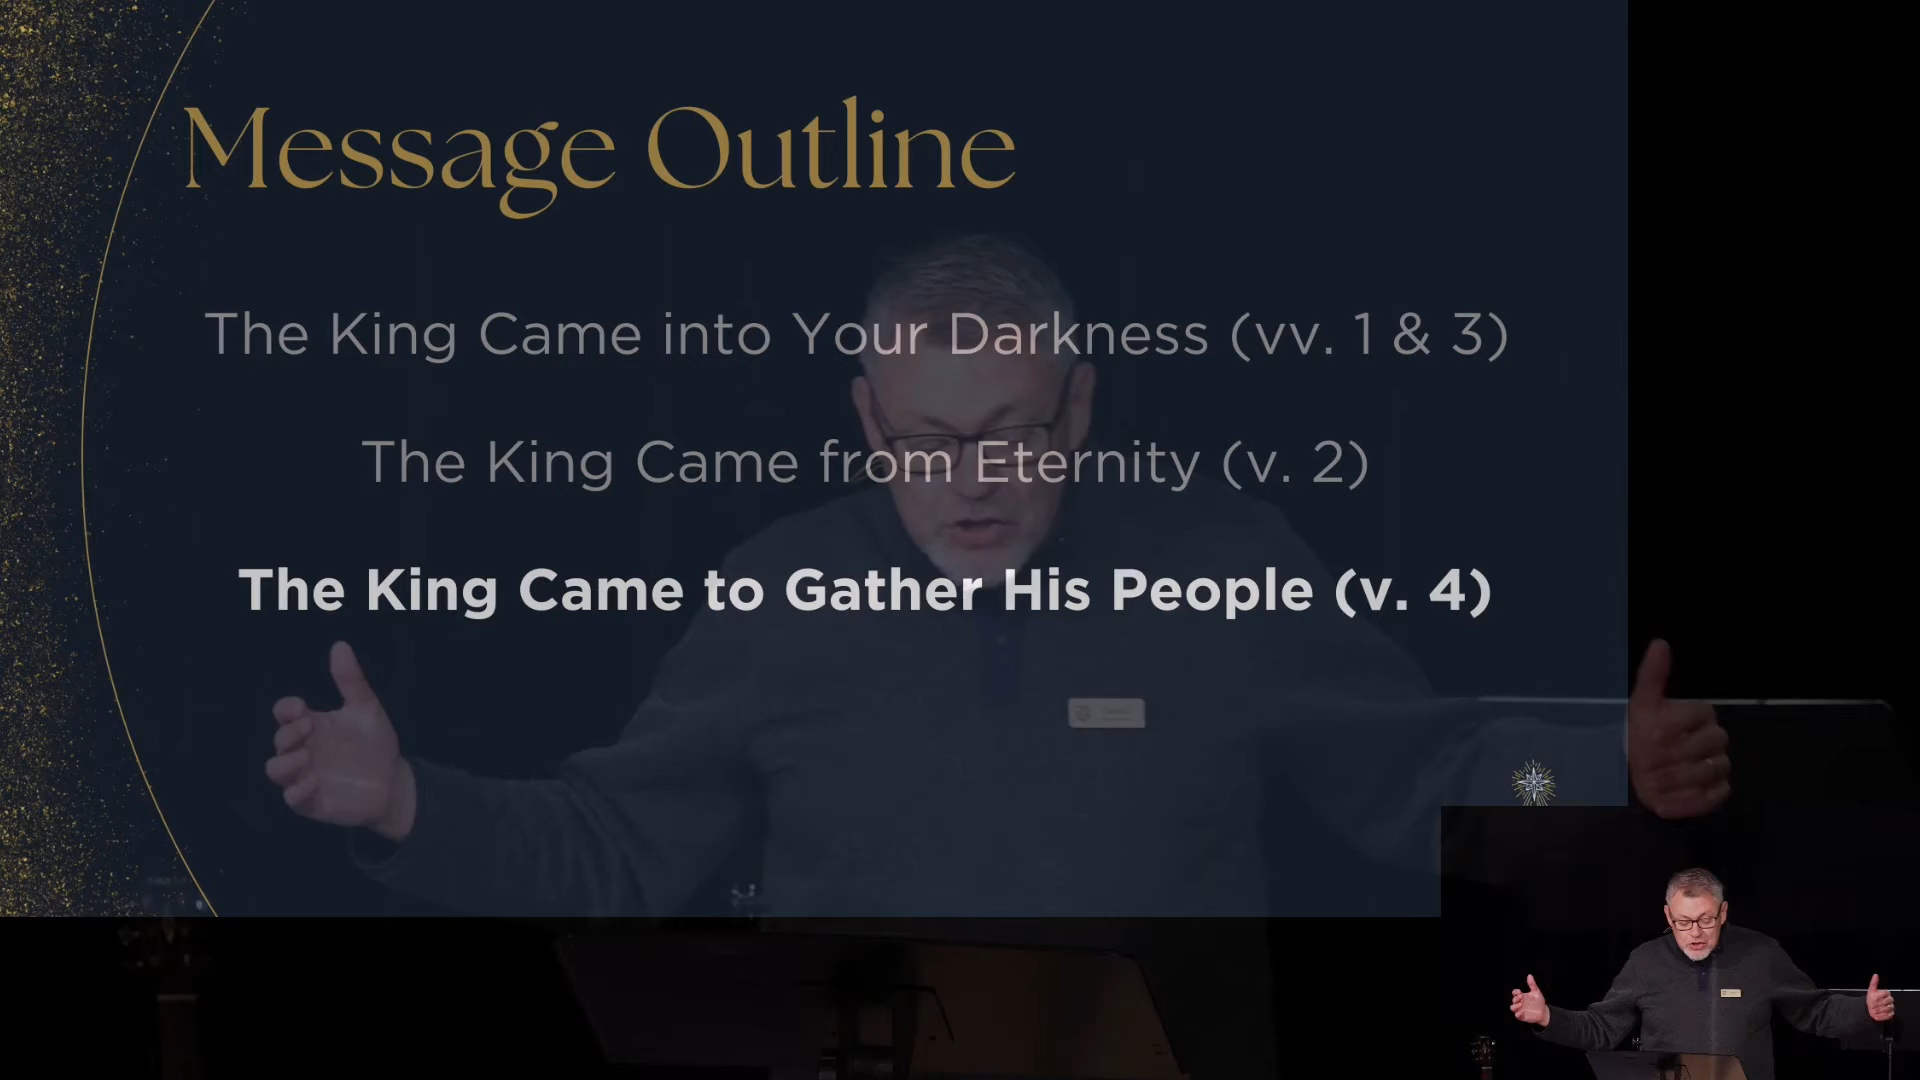 Message Outline
The King Came into Your Darkness (vv. 1 & 3)
The King Came from Eternity (v. 2)
The King Came to Gather His People (v. 4)